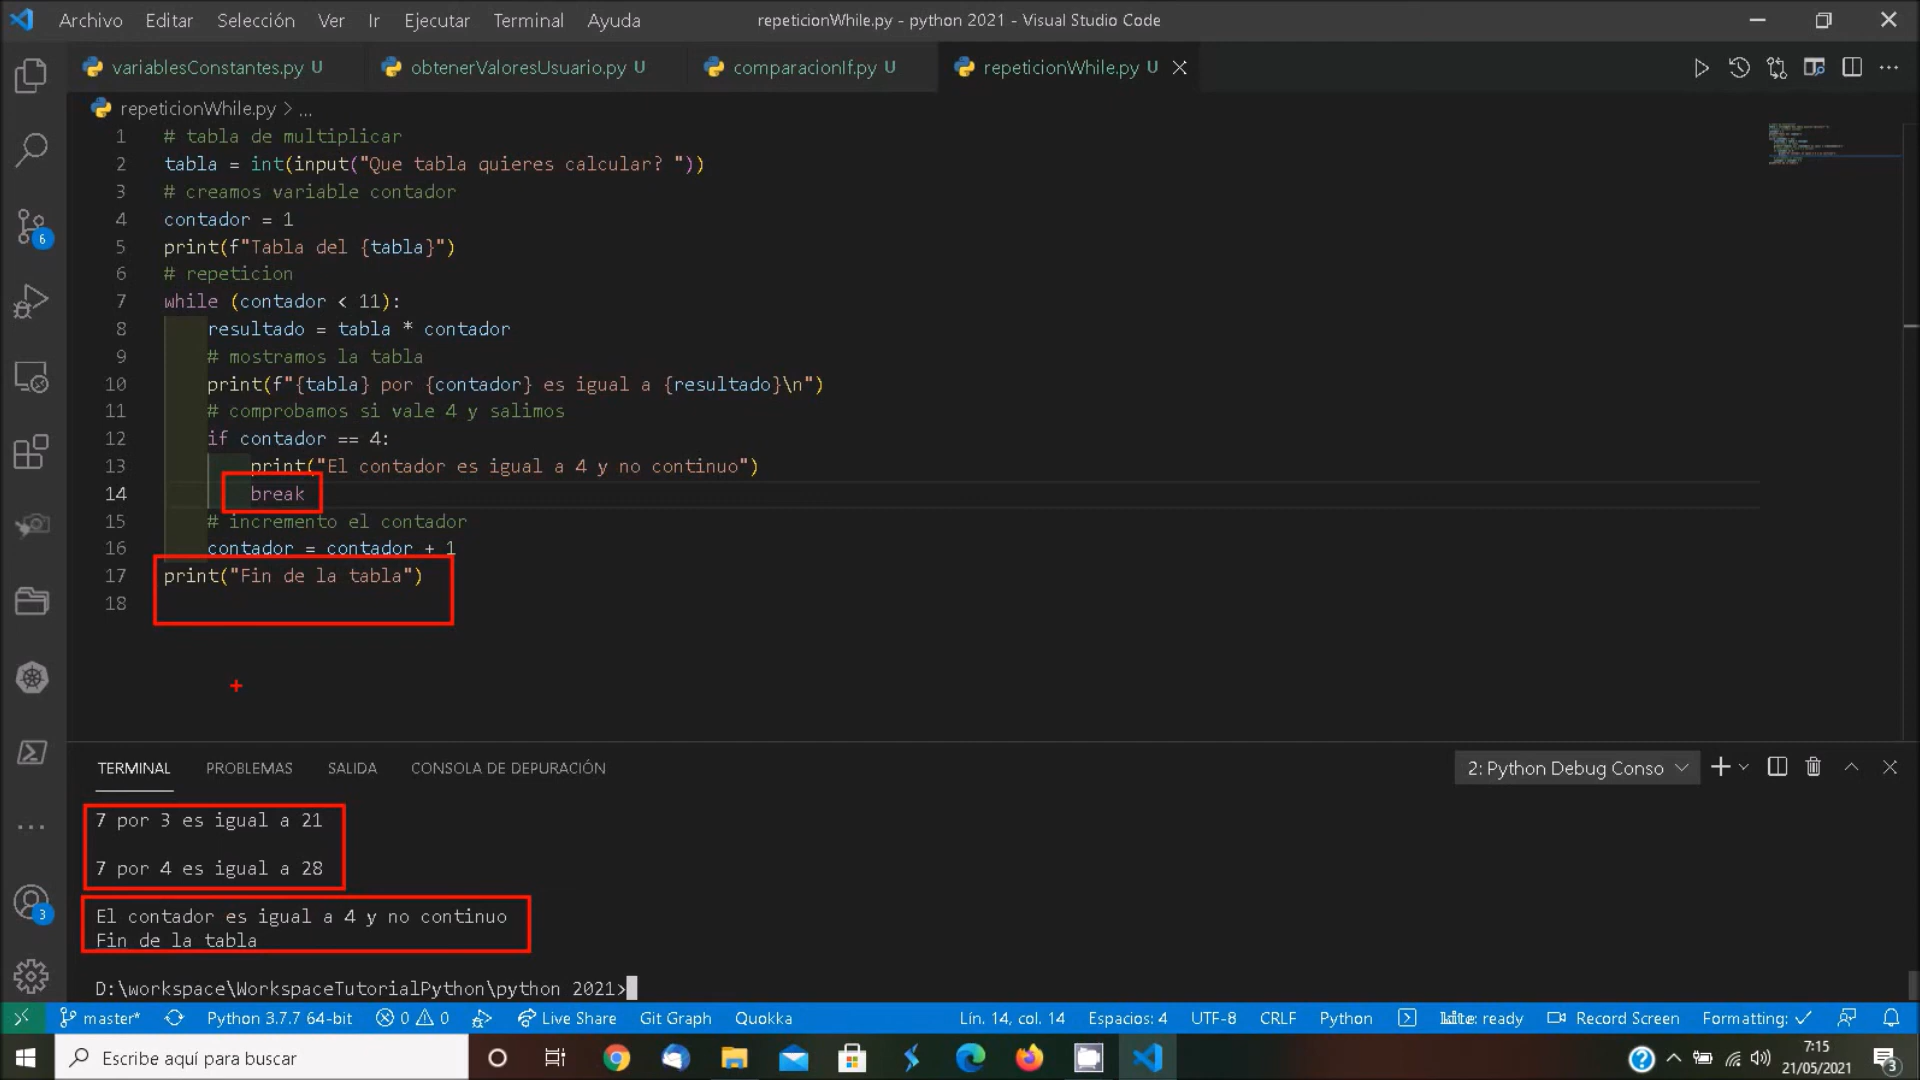 Archivo Editar Selección Ver Ir Ejecutar Terminal Ayuda repeticionWhile.py - python 2021 - Visual Studio Code
variablesConstantes.py U obtenerValoresUsuario.py U comparacionIf.py U repeticionWhile.py U
repeticionWhile.py > ...
1 # tabla de multiplicar
2 tabla = int(input("Que tabla quieres calcular? "))
3 # creamos variable contador
4 contador = 1
5 print(f"Tabla del {tabla}")
6 # repeticion
7 while (contador < 11):
8 resultado = tabla * contador
9 # mostramos la tabla
10 print(f"{tabla} por {contador} es igual a {resultado}\n")
11 # comprobamos si vale 4 y salimos
12 if contador == 4:
13 print("El contador es igual a 4 y no continuo")
14 break
15 # incremento el contador
16 contador = contador + 1
17 print("Fin de la tabla")
18
6
3
TERMINAL PROBLEMAS SALIDA CONSOLA DE DEPURACIÓN 2: Python Debug Conso
7 por 3 es igual a 21
7 por 4 es igual a 28
El contador es igual a 4 y no continuo
Fin de la tabla
D:\workspace\WorkspaceTutorialPython\python 2021>
master* Python 3.7.7 64-bit 0 0 Live Share Git Graph Quokka Lín. 14, col. 14 Espacios: 4 UTF-8 CRLF Python kite: ready Record Screen Formatting: ✓
Escribe aquí para buscar
7:15
21/05/2021
3